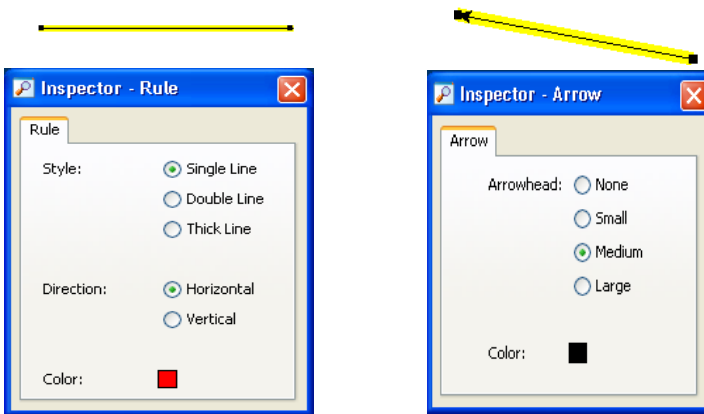 Inspector - Rule
Rule
Style:
Single Line
Double Line
Thick Line
Direction:
Horizontal
Vertical
Color:
Inspector - Arrow
Arrow
Arrowhead:
None
Small
Medium
Large
Color: